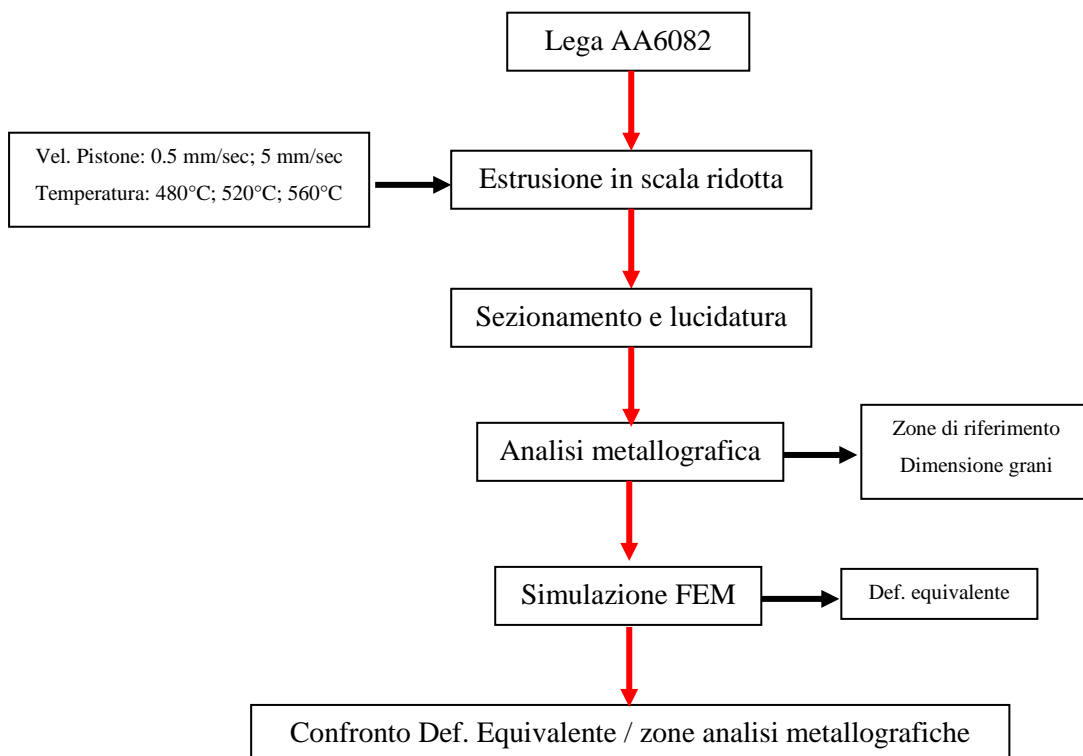 Lega AA6082
Vel. Pistone: 0.5 mm/sec; 5 mm/sec
Temperatura: 480°C; 520°C; 560°C
Estrusione in scala ridotta
Sezionamento e lucidatura
Analisi metallografica
Zone di riferimento
Dimensione grani
Simulazione FEM
Def. equivalente
Confronto Def. Equivalente / zone analisi metallografiche